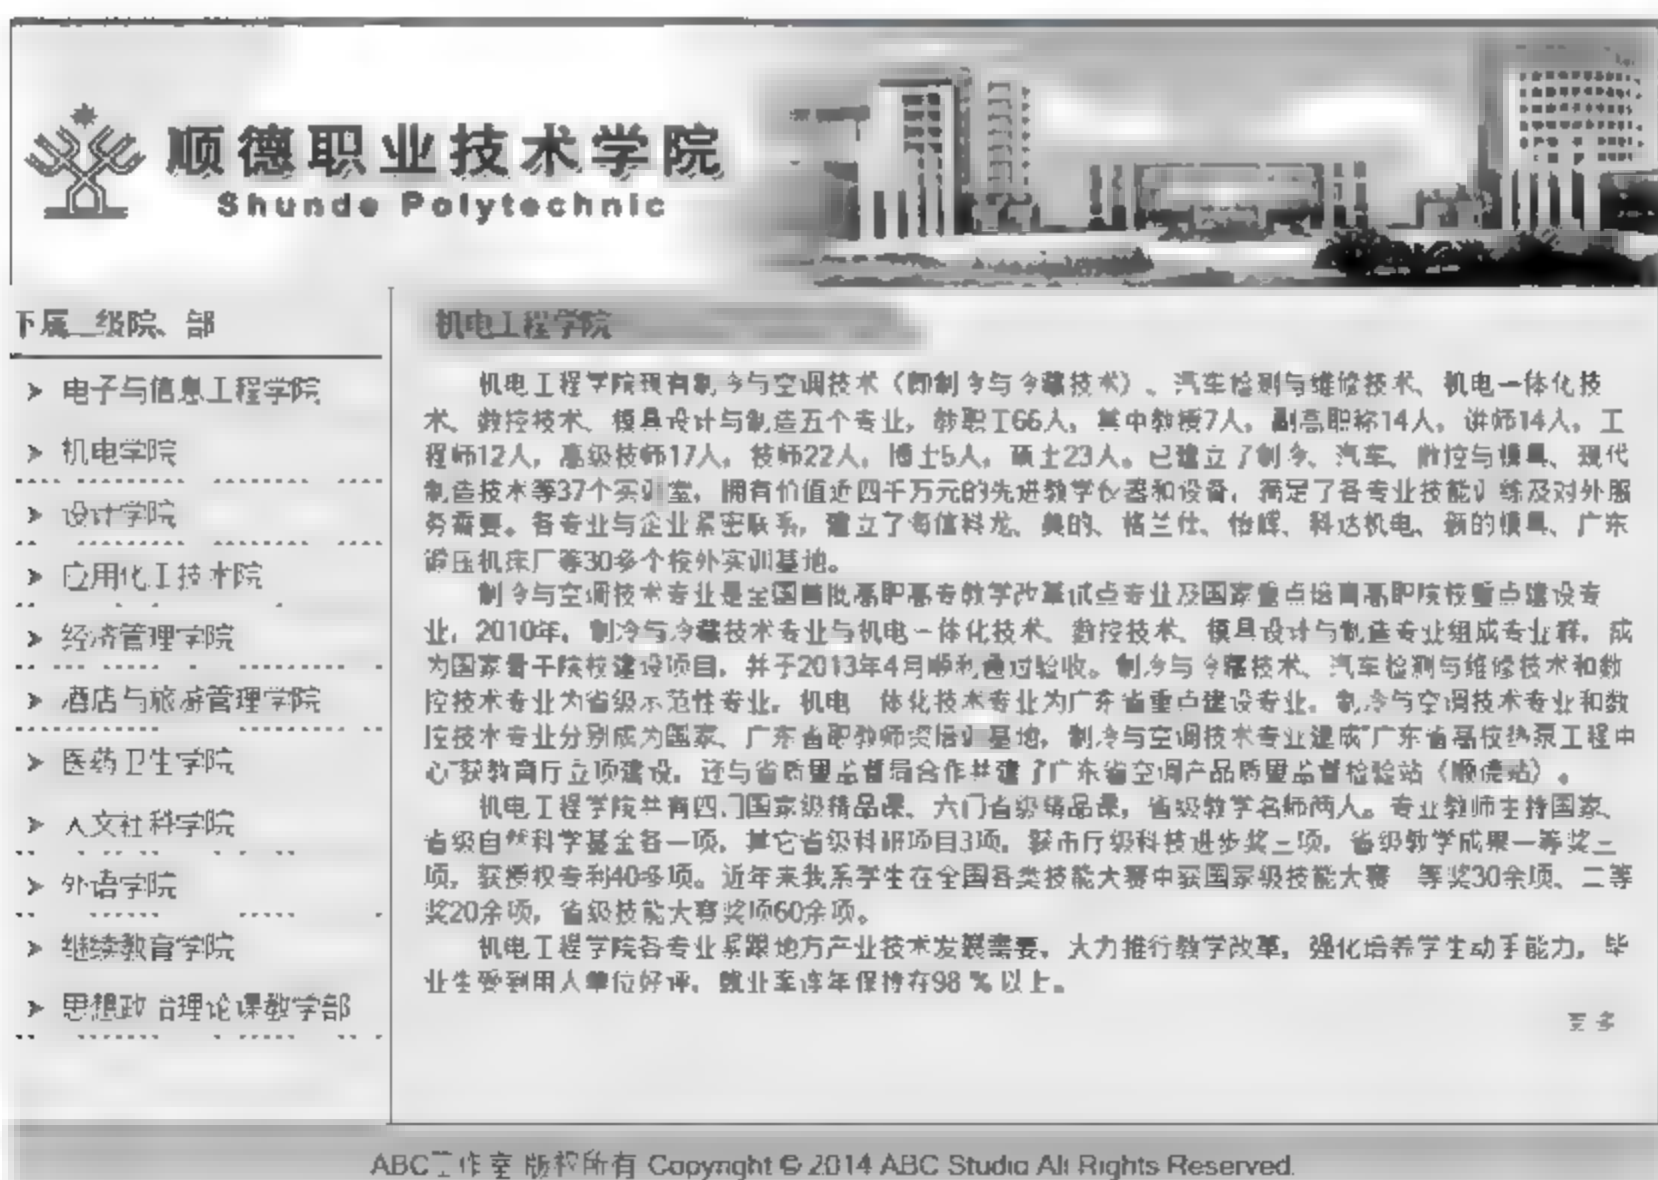 顺德职业技术学院
Shunde Polytechnic
下属二级院、部
电子与信息工程学院
机电学院
设计学院
应用化工技术院
经济管理学院
酒店与旅游管理学院
医药卫生学院
人文社科学院
外语学院
继续教育学院
思想政治理论课教学部
机电工程学院
机电工程学院现有制冷与空调技术(即制冷与冷藏技术)、汽车检测与维修技术、机电一体化技
术、数控技术、模具设计与制造五个专业,教职工66人,其中教授7人,副高职称14人,讲师14人,工
程师12人,高级技师17人,技师22人,博士5人,硕士23人。已建立了制冷、汽车、数控与模具、现代
制造技术等37个实训室,拥有价值近四千万元的先进教学仪器和设备,满足了各专业技能训练及对外服
务需要。各专业与企业紧密联系,建立了海信科龙、美的、格兰仕、怡辉、科达机电、新的模具、广东
锻压机床厂等30多个校外实训基地。
制冷与空调技术专业是全国首批高职高专教学改革试点专业及国家重点培育高职院校重点建设专
业,2010年,制冷与冷藏技术专业与机电一体化技术、数控技术、模具设计与制造专业组成专业群,成
为国家骨干院校建设项目,并于2013年4月顺利通过验收。制冷与冷藏技术、汽车检测与维修技术和数
控技术专业为省级示范性专业,机电一体化技术专业为广东省重点建设专业,制冷与空调技术专业和数
控技术专业分别成为国家、广东省职教师资培训基地,制冷与空调技术专业建成"广东省高校热泵工程中
心"获教育厅立项建设,还与省质量监督局合作共建了广东省空调产品质量监督检验站(顺德站)。
机电工程学院共有四门国家级精品课、六门省级精品课,省级教学名师两人。专业教师主持国家、
省级自然科学基金各一项,其它省级科研项目3项,获市厅级科技进步奖三项,省级教学成果一等奖三
项,获授权专利40多项。近年来我系学生在全国各类技能大赛中获国家级技能大赛一等奖30余项、二等
奖20余项,省级技能大赛奖项60余项。
机电工程学院各专业紧跟地方产业技术发展需要,大力推行教学改革,强化培养学生动手能力,毕
业生受到用人单位好评,就业率连年保持在98%以上。
更多
ABC工作室 版权所有 Copyright © 2014 ABC Studio All Rights Reserved.